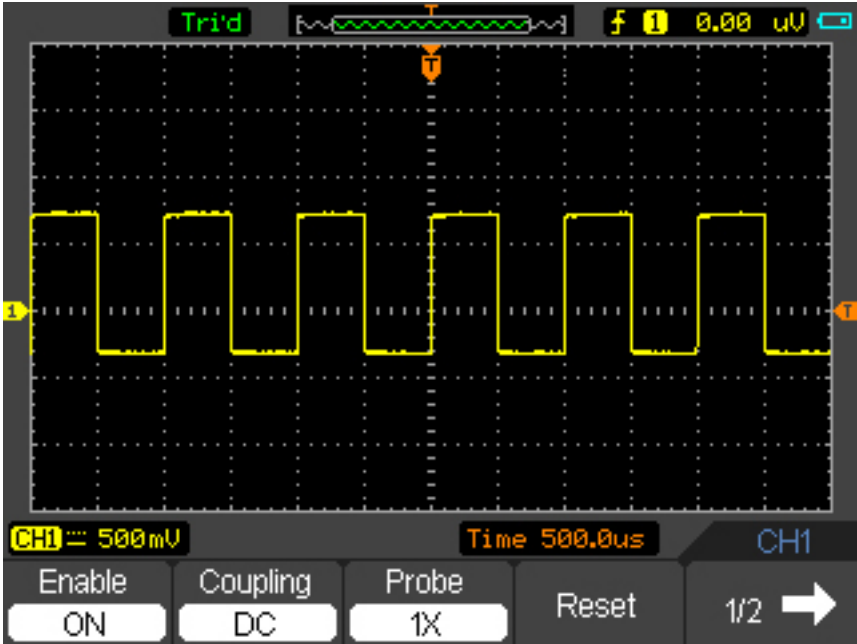 Tri'd T 1 0.00 uV
T
1 T
CH1 500mV Time 500.0us CH1
Enable Coupling Probe Reset 1/2
ON DC 1X